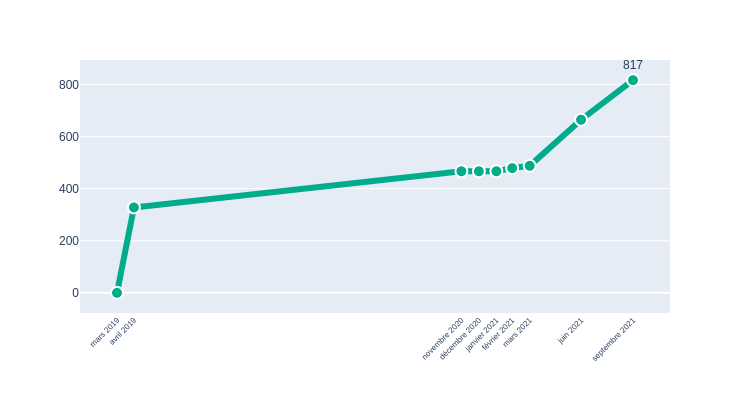 817
800
600
400
200
0
mars 2019
avril 2019
novembre 2020
décembre 2020
janvier 2021
février 2021
mars 2021
juin 2021
septembre 2021